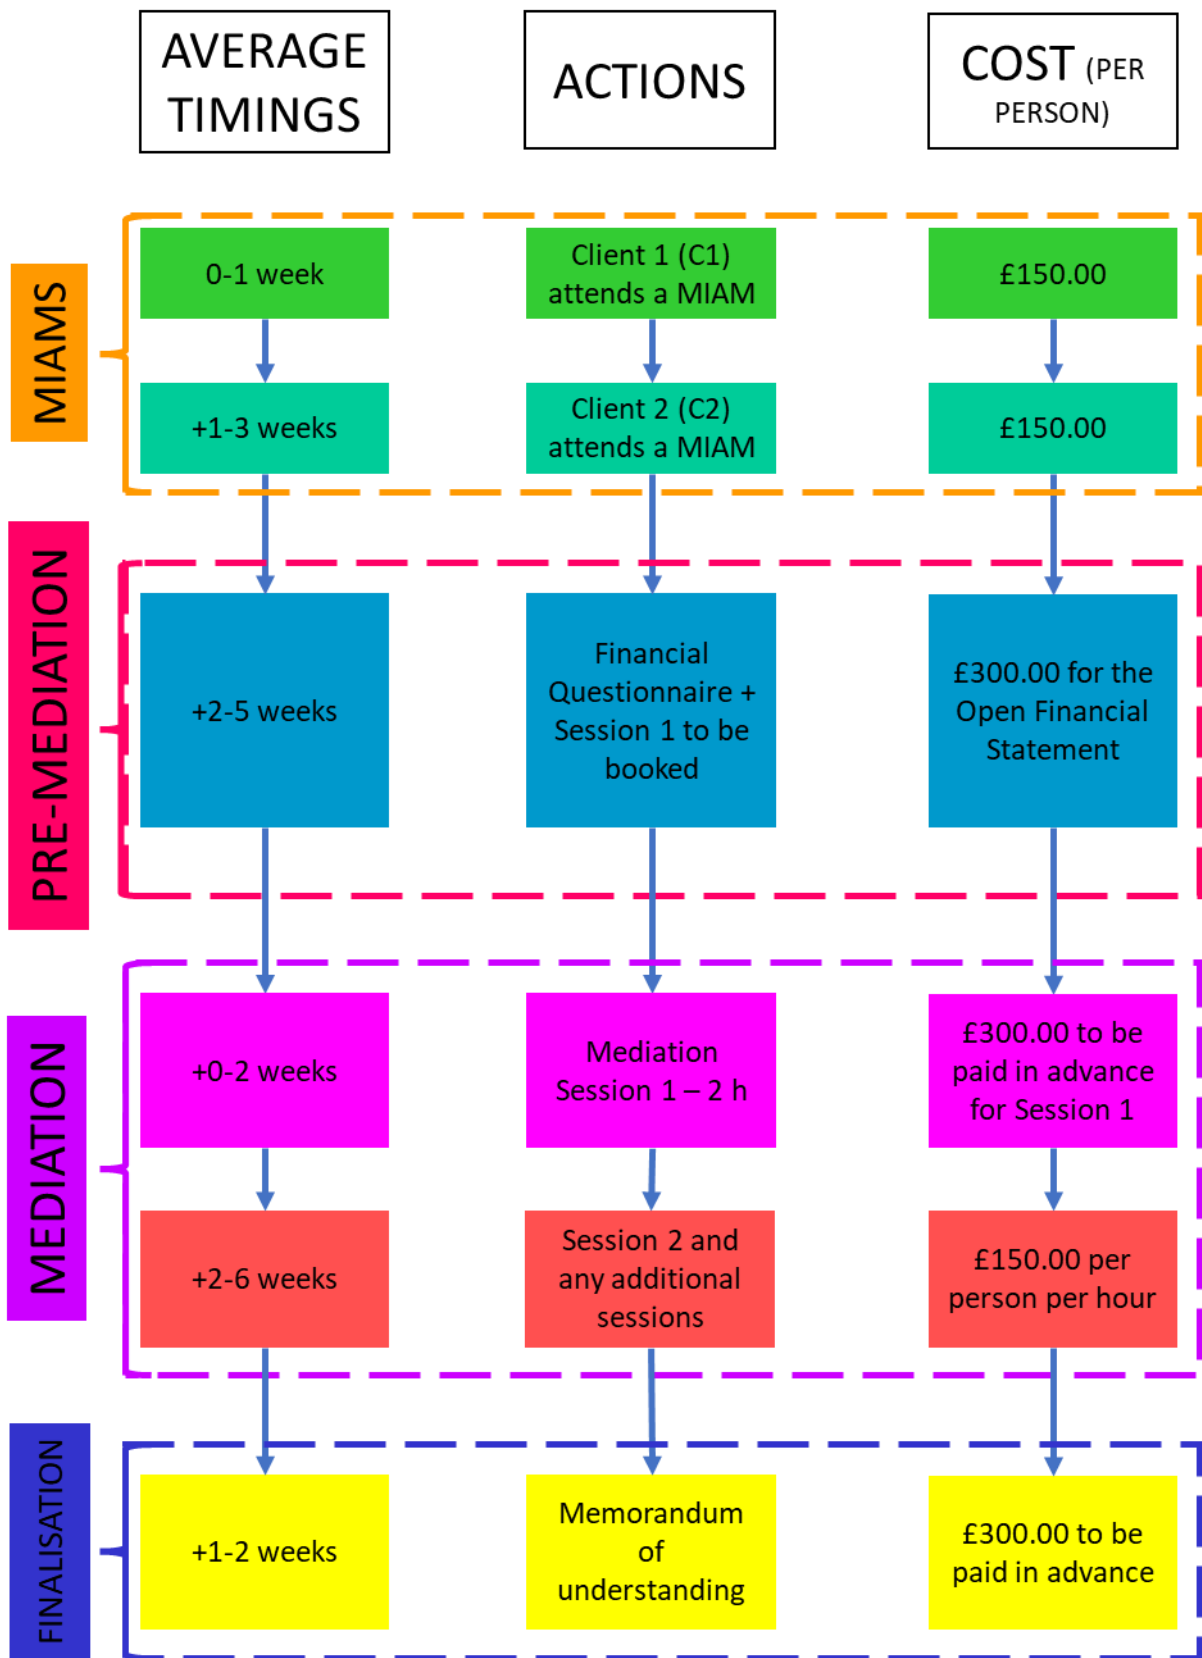 AVERAGE
TIMINGS
ACTIONS
COST (PER
PERSON)
MIAMS
0-1 week
Client 1 (C1)
attends a MIAM
£150.00
+1-3 weeks
Client 2 (C2)
attends a MIAM
£150.00
PRE-MEDIATION
+2-5 weeks
Financial
Questionnaire +
Session 1 to be
booked
£300.00 for the
Open Financial
Statement
MEDIATION
+0-2 weeks
Mediation
Session 1 – 2 h
£300.00 to be
paid in advance
for Session 1
+2-6 weeks
Session 2 and
any additional
sessions
£150.00 per
person per hour
FINALISATION
+1-2 weeks
Memorandum
of
understanding
£300.00 to be
paid in advance